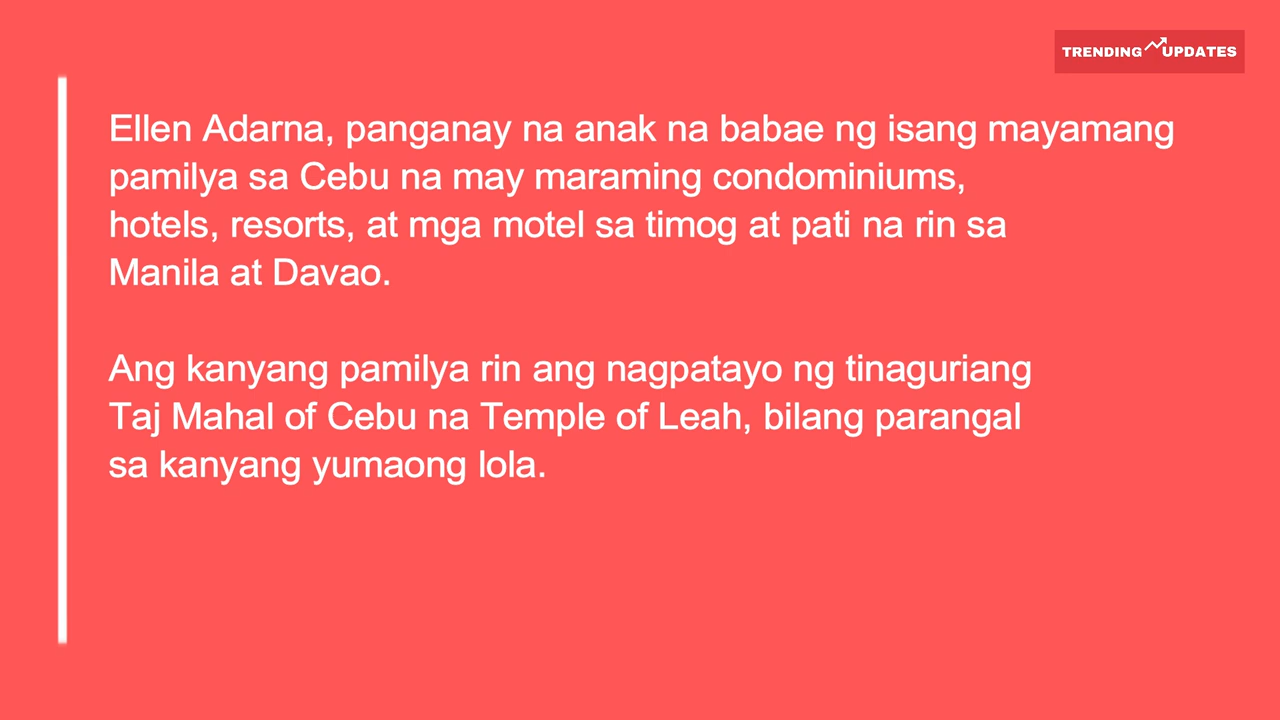 TRENDING UPDATES
Ellen Adarna, panganay na anak na babae ng isang mayamang
pamilya sa Cebu na may maraming condominiums,
hotels, resorts, at mga motel sa timog at pati na rin sa
Manila at Davao.
Ang kanyang pamilya rin ang nagpatayo ng tinaguriang
Taj Mahal of Cebu na Temple of Leah, bilang parangal
sa kanyang yumaong lola.